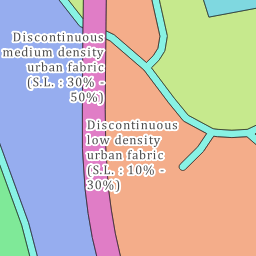 Discontinuous
medium density
urban fabric
(S.L. : 30% -
50%)
Discontinuous
low density
urban fabric
(S.L. : 10% -
30%)